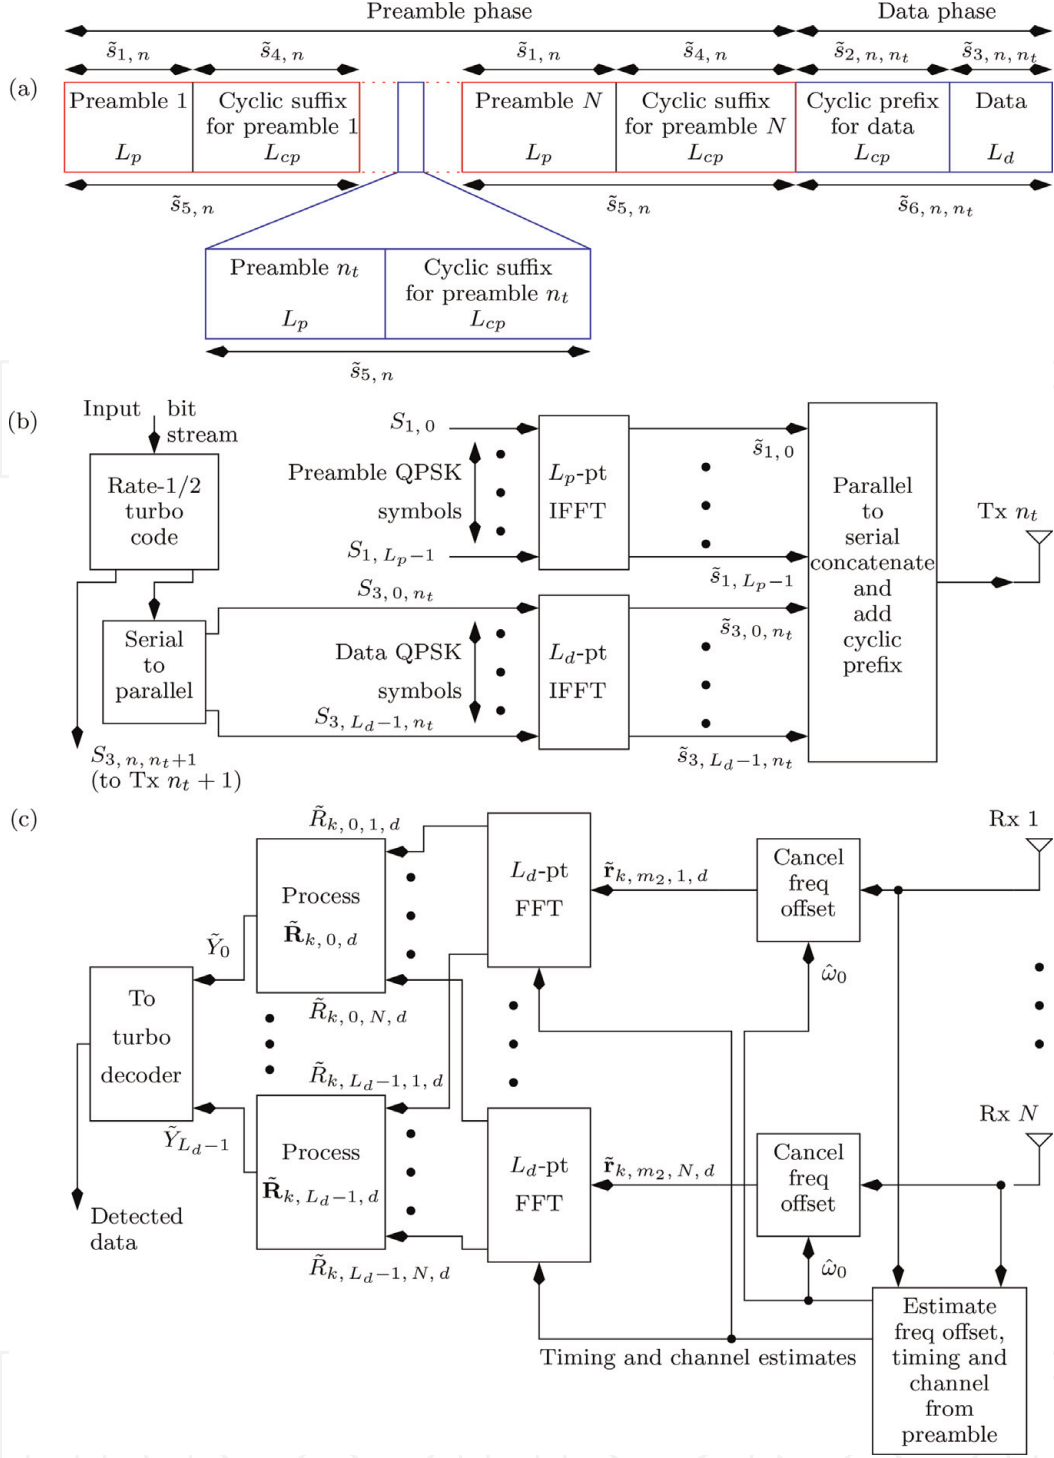 Preamble phase Data phase
s̃1, n s̃4, n s̃1, n s̃4, n s̃2, n, nt s̃3, n, nt
(a)
Preamble 1 Cyclic suffix Preamble N Cyclic suffix Cyclic prefix Data
for preamble 1 for preamble N for data
Lp Lcp Lp Lcp Lcp Ld
s̃5, n s̃5, n s̃6, n, nt
Preamble nt Cyclic suffix
for preamble nt
Lp Lcp
s̃5, n
(b)
Input bit
stream
Rate-1/2
turbo
code
Serial
to
parallel
S3, n, nt+1
(to Tx nt + 1)
S1, 0
Preamble QPSK
symbols
S1, Lp−1
S3, 0, nt
Data QPSK
symbols
S3, Ld−1, nt
Lp-pt
IFFT
Ld-pt
IFFT
s̃1, 0
s̃1, Lp−1
s̃3, 0, nt
s̃3, Ld−1, nt
Parallel
to
serial
concatenate
and
add
cyclic
prefix
Tx nt
(c)
R̃k, 0, 1, d
Process
R̃k, 0, d
R̃k, 0, N, d
Ỹ0
To
turbo
decoder
ỸLd−1
Detected
data
R̃k, Ld−1, 1, d
Process
R̃k, Ld−1, d
R̃k, Ld−1, N, d
Ld-pt
FFT
Ld-pt
FFT
r̃k, m2, 1, d
r̃k, m2, N, d
Cancel
freq
offset
ω̂0
Rx 1
Rx N
Cancel
freq
offset
ω̂0
Timing and channel estimates
Estimate
freq offset,
timing and
channel
from
preamble